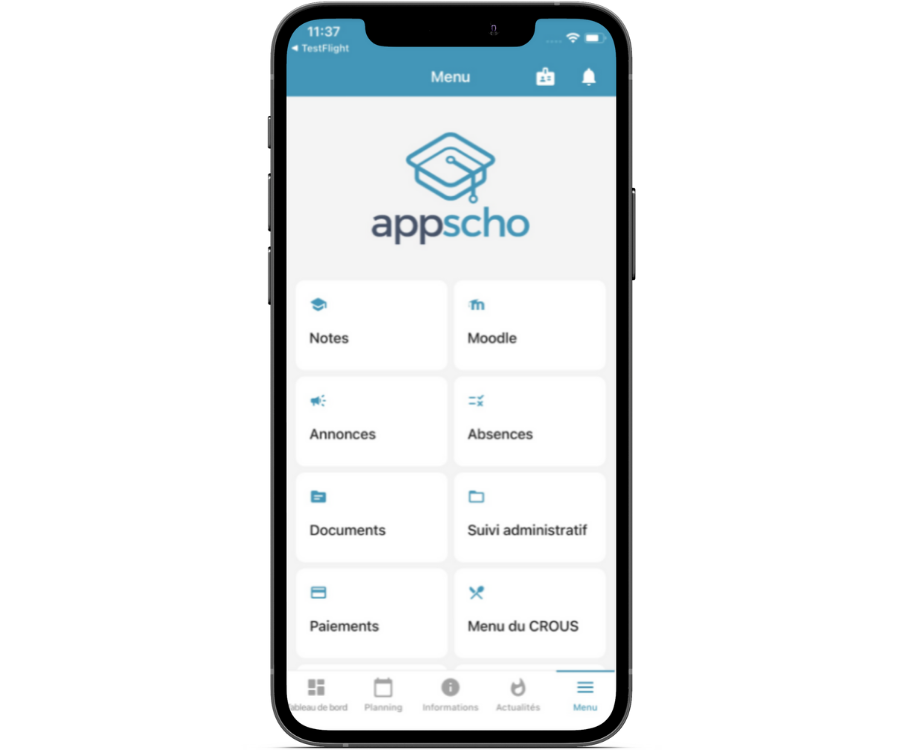 11:37
◀ TestFlight
Menu
appscho
Notes
Moodle
Annonces
Absences
Documents
Suivi administratif
Paiements
Menu du CROUS
bleau de bord
Planning
Informations
Actualités
Menu